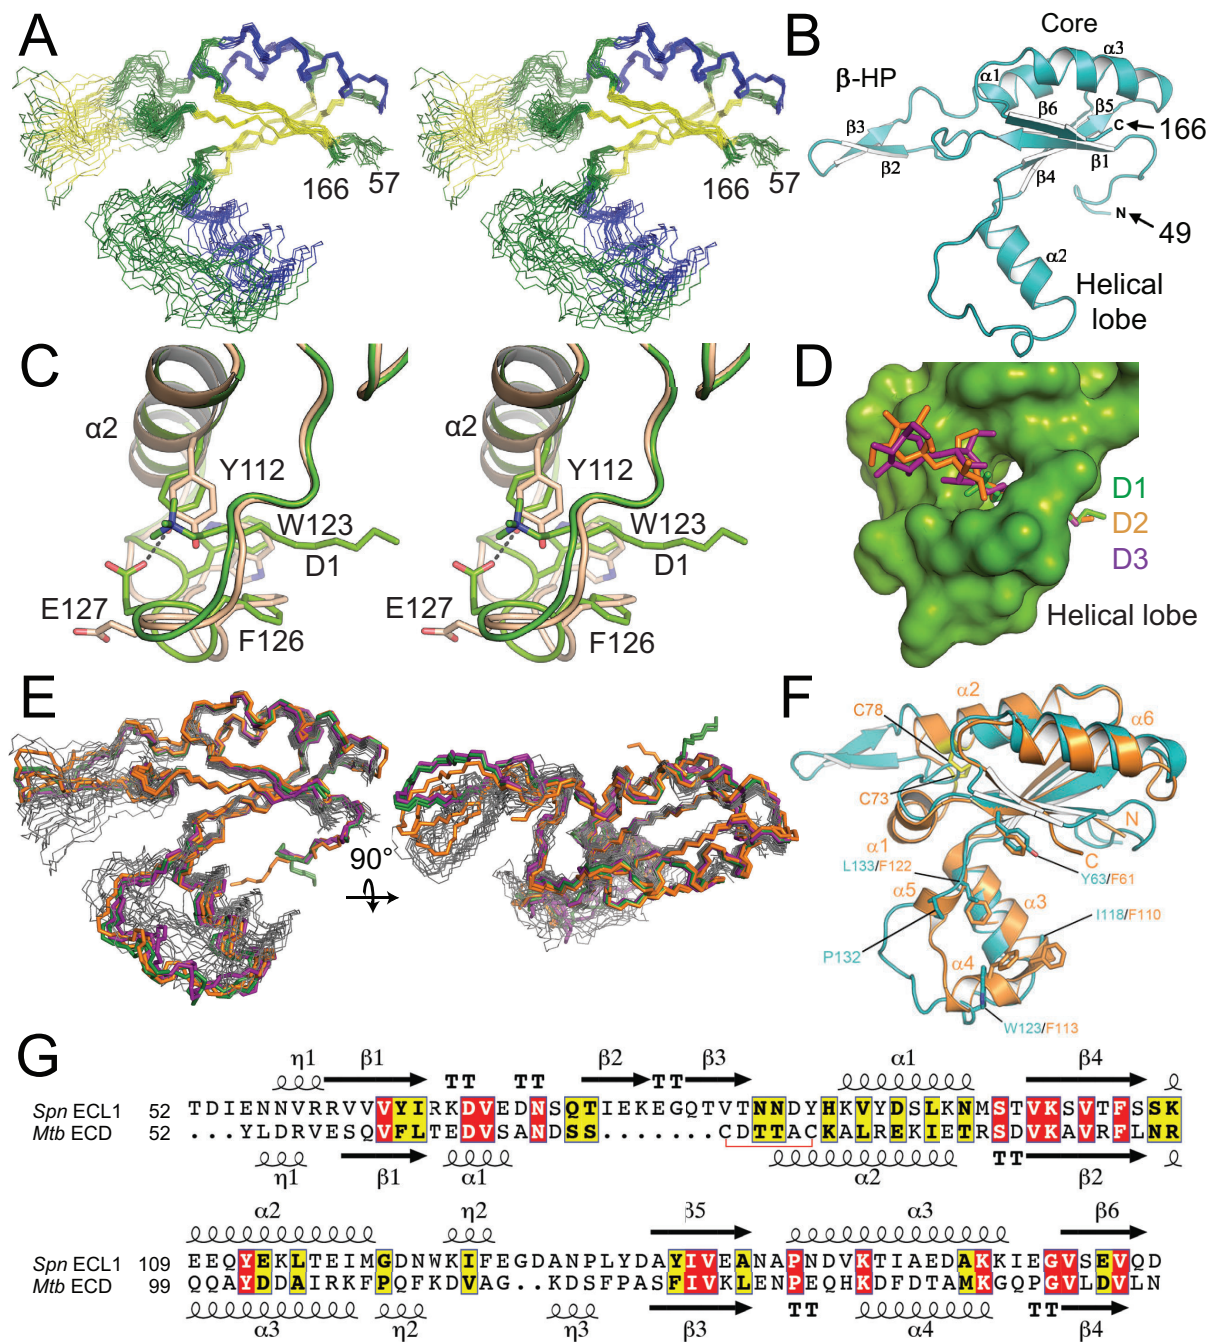 A
166
57
166
57
B
Core
β-HP
α1
α3
β6
β5
β3
C
166
β2
β1
β4
N
49
α2
Helical
lobe
C
α2
Y112
W123
D1
E127
F126
α2
Y112
W123
D1
E127
F126
D
D1
D2
D3
Helical lobe
E
90°
F
α2
C78
α6
C73
N
α1
C
L133/F122
Y63/F61
α5
α3
I118/F110
P132
α4
W123/F113
G
η1 β1 TT TT β2 TT β3 α1 β4
Spn ECL1 52 TDIENNVRRVVVYIRKDVEDNSQTIEKEGQTVTNNDYHKVYDSLKNMSTVKSVTFSSK
Mtb ECD 52 ...YLDRVESQVFLTEDVSANDSS.......CDTTACKALREKIETRSDVKAVRFLNR
η1 β1 α1 α2 TT β2
α2 η2 β5 α3 β6
Spn ECL1 109 EEQYEKLTEIMGDNWKIFEGDANPLYDAYIVEANAPNDVKTIAEDAKKIEGVSEVQD
Mtb ECD 99 QQAYDDAIRKFPQFKDVAG..KDSFPASFIVKLENPEQHKDFDTAMKGQPGVLDVLN
α3 η2 η3 β3 TT α4 TT β4